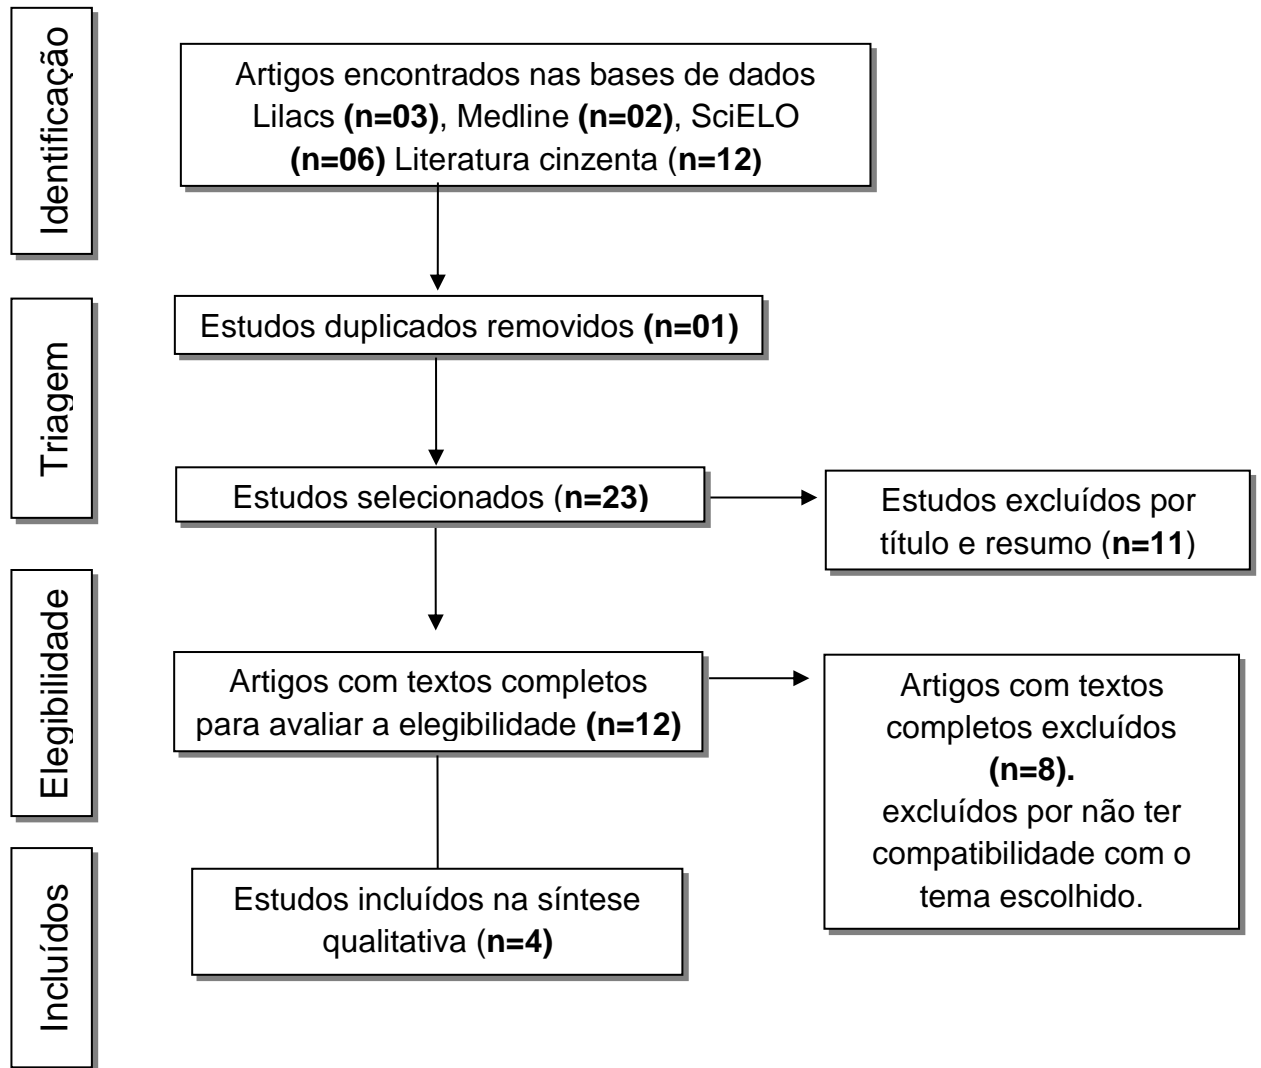 Identificação
Artigos encontrados nas bases de dados
Lilacs (n=03), Medline (n=02), SciELO
(n=06) Literatura cinzenta (n=12)
Triagem
Estudos duplicados removidos (n=01)
Estudos selecionados (n=23)
Estudos excluídos por
título e resumo (n=11)
Elegibilidade
Artigos com textos completos
para avaliar a elegibilidade (n=12)
Artigos com textos
completos excluídos
(n=8).
excluídos por não ter
compatibilidade com o
tema escolhido.
Incluídos
Estudos incluídos na síntese
qualitativa (n=4)